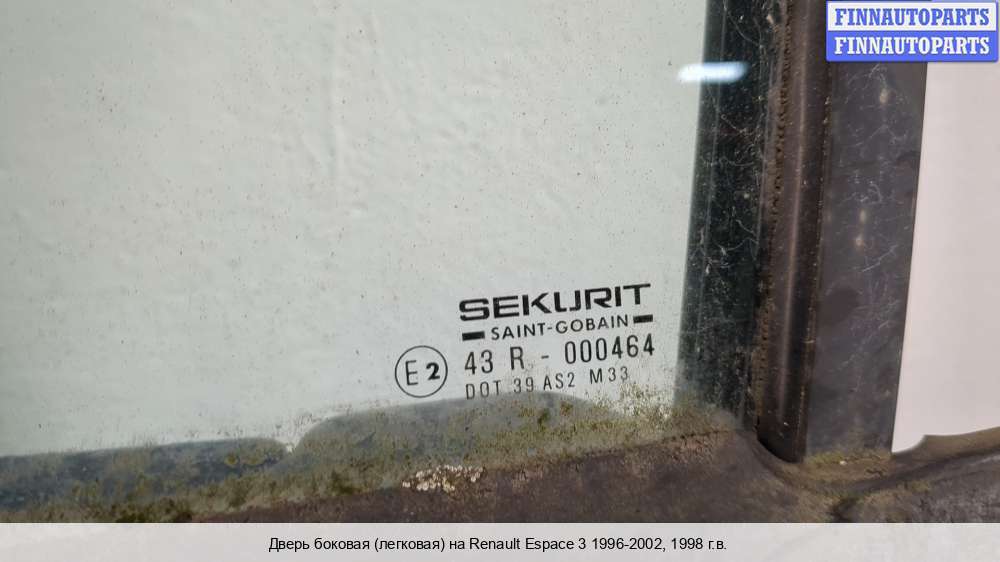 FINNAUTOPARTS
FINNAUTOPARTS
SEKURIT
SAINT-GOBAIN
E2
43 R - 000464
DOT 39 AS2 M33
Дверь боковая (легковая) на Renault Espace 3 1996-2002, 1998 г.в.